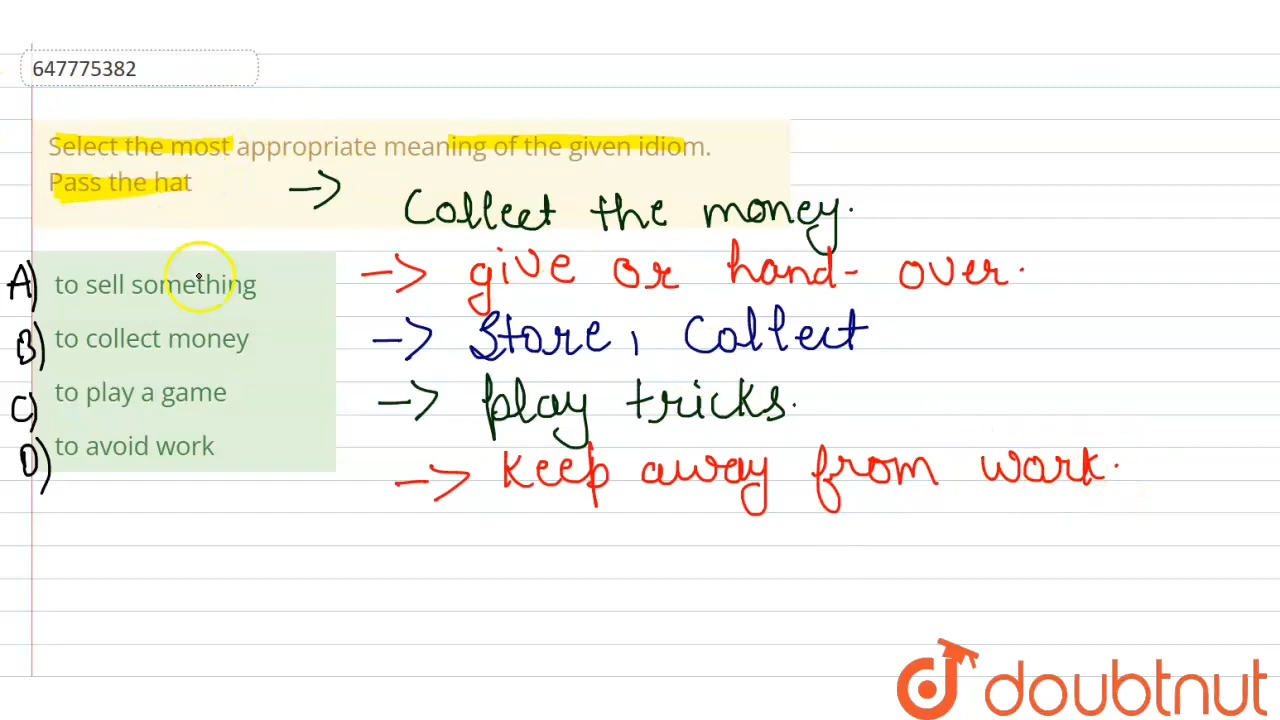 647775382
Select the most appropriate meaning of the given idiom.
Pass the hat
-> Collect the money.
A) to sell something -> give or hand-over.
B) to collect money -> Store, Collect
C) to play a game -> play tricks.
D) to avoid work -> Keep away from work.
doubtnut